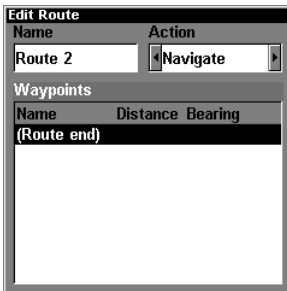 Edit Route
Name Action
Route 2 Navigate
Waypoints
Name Distance Bearing
(Route end)